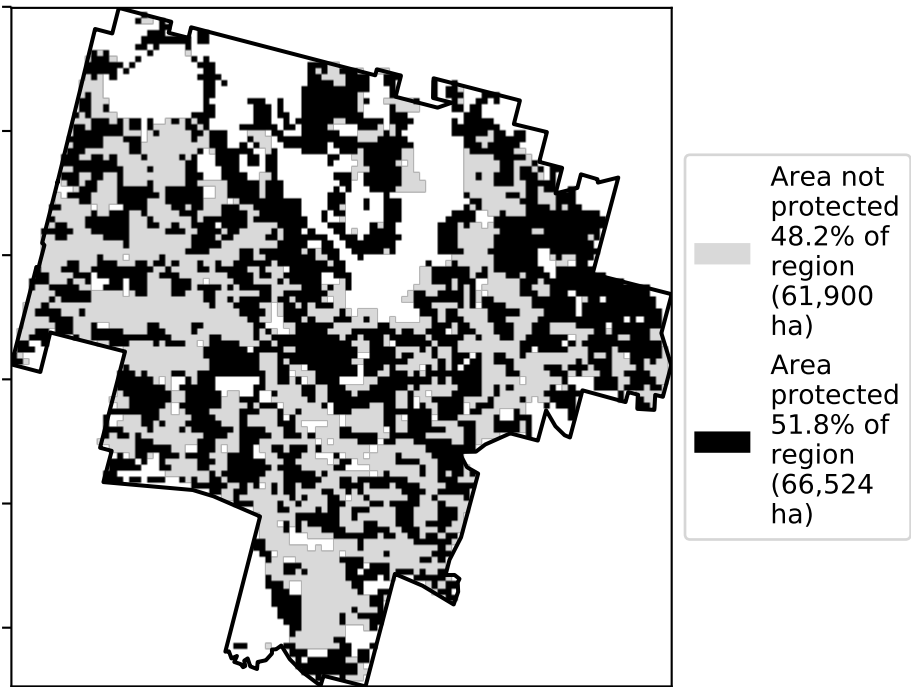 Area not
protected
48.2% of
region
(61,900
ha)
Area
protected
51.8% of
region
(66,524
ha)